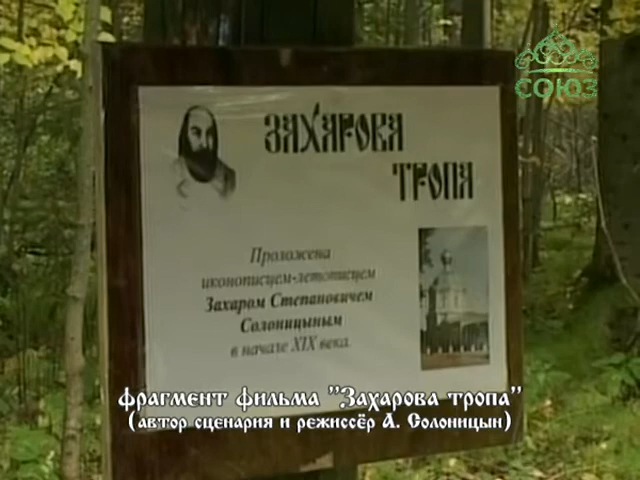 СОЮЗ
ЗАХАРОВА
ТРОПА
Проложена
иконописцем-летописцем
Захаром Степановичем
Солоницыным
в начале XIX века.
фрагмент фильма "Захарова тропа"
(автор сценария и режиссёр А. Солоницын)